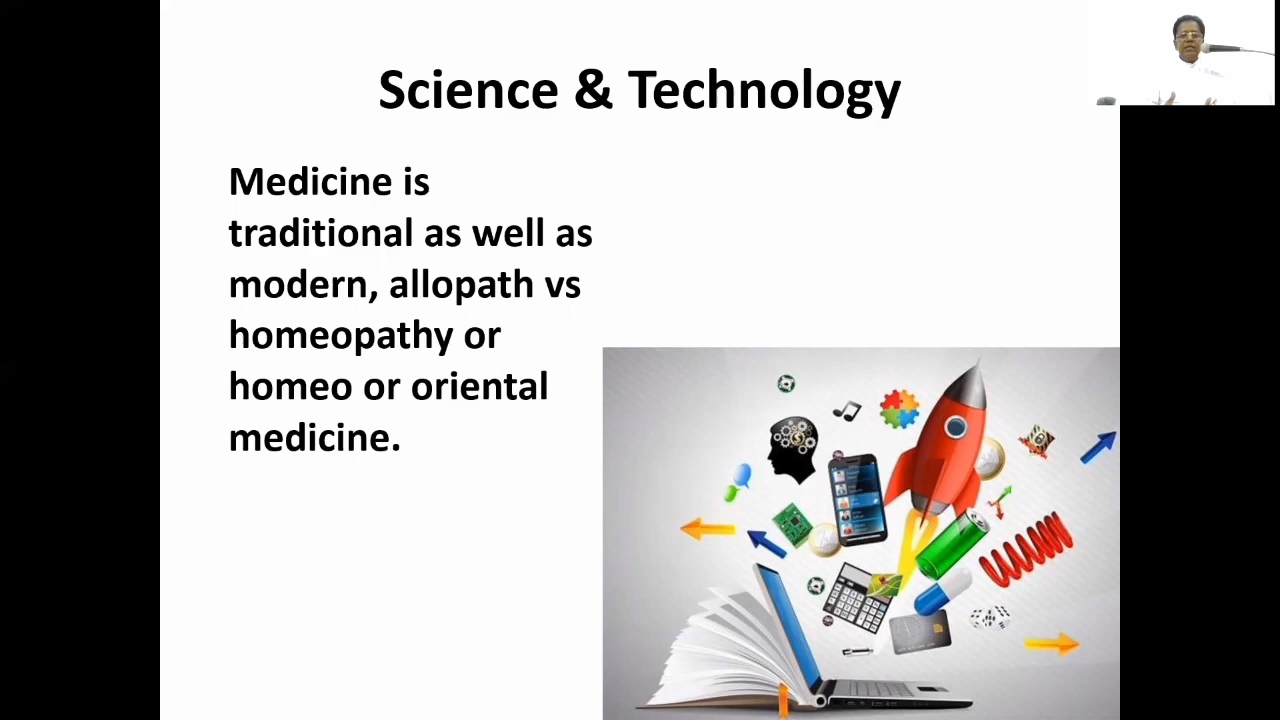 Science & Technology
Medicine is
traditional as well as
modern, allopath vs
homeopathy or
homeo or oriental
medicine.